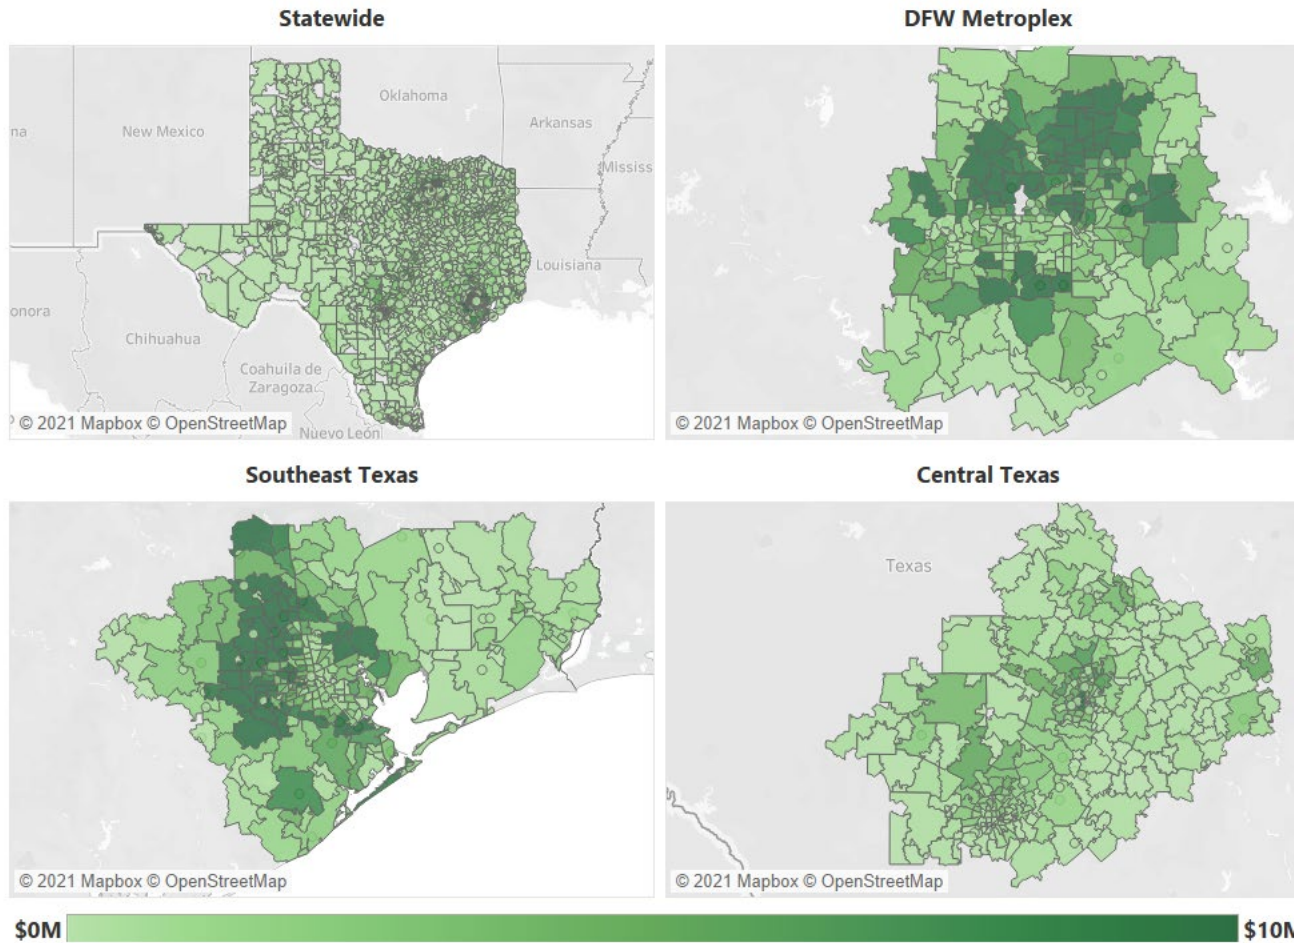 Statewide
DFW Metroplex
na
New Mexico
Oklahoma
Arkansas
Mississ
Louisiana
onora
Chihuahua
Coahuila de
Zaragoza
Nuevo León
© 2021 Mapbox © OpenStreetMap
© 2021 Mapbox © OpenStreetMap
Southeast Texas
Central Texas
Texas
© 2021 Mapbox © OpenStreetMap
© 2021 Mapbox © OpenStreetMap
$0M
$10M